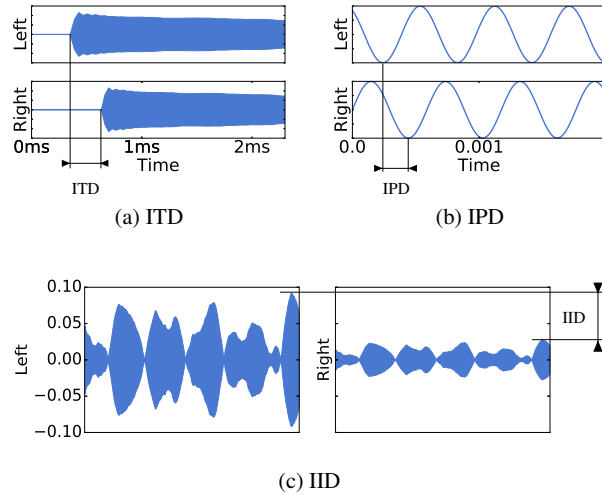 Left
Right
0ms 1ms 2ms
Time
ITD
(a) ITD
Left
Right
0.0 0.001
Time
IPD
(b) IPD
0.10
0.05
0.00
−0.05
−0.10
Left
Right
IID
(c) IID